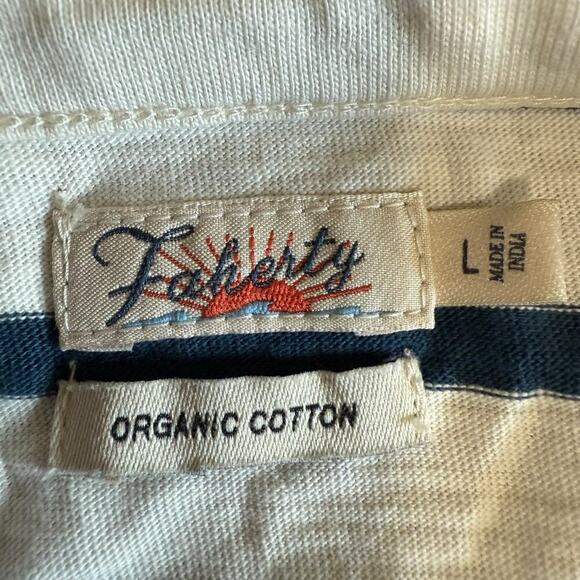 Faherty
L
MADE IN
INDIA
ORGANIC COTTON